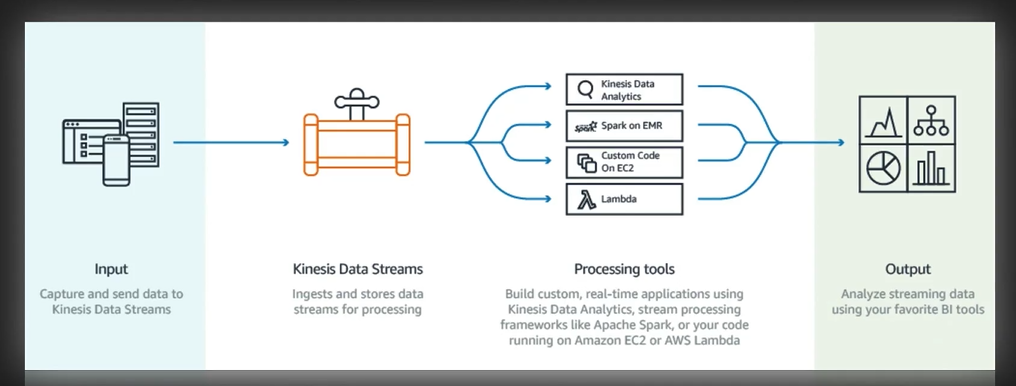 Kinesis Data
Analytics
Spark
Spark on EMR
Custom Code
On EC2
Lambda
Input
Capture and send data to
Kinesis Data Streams
Kinesis Data Streams
Ingests and stores data
streams for processing
Processing tools
Build custom, real-time applications using
Kinesis Data Analytics, stream processing
frameworks like Apache Spark, or your code
running on Amazon EC2 or AWS Lambda
Output
Analyze streaming data
using your favorite BI tools